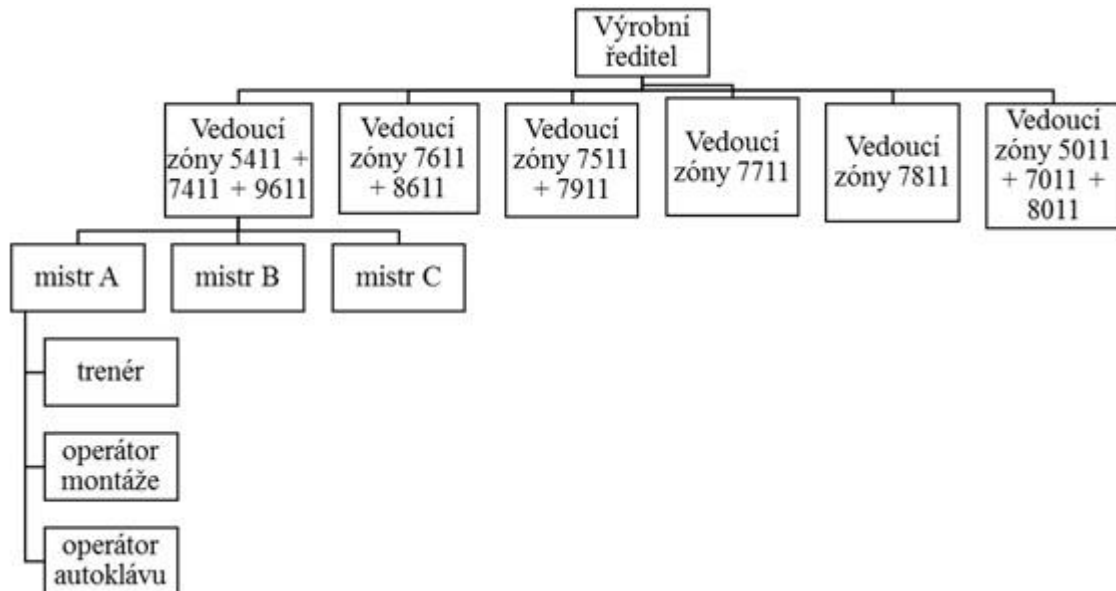 Výrobní
ředitel
Vedoucí
zóny 5411 +
7411 + 9611
Vedoucí
zóny 7611
+ 8611
Vedoucí
zóny 7511
+ 7911
Vedoucí
zóny 7711
Vedoucí
zóny 7811
Vedoucí
zóny 5011
+ 7011 +
8011
mistr A
mistr B
mistr C
trenér
operátor
montáže
operátor
autoklávu